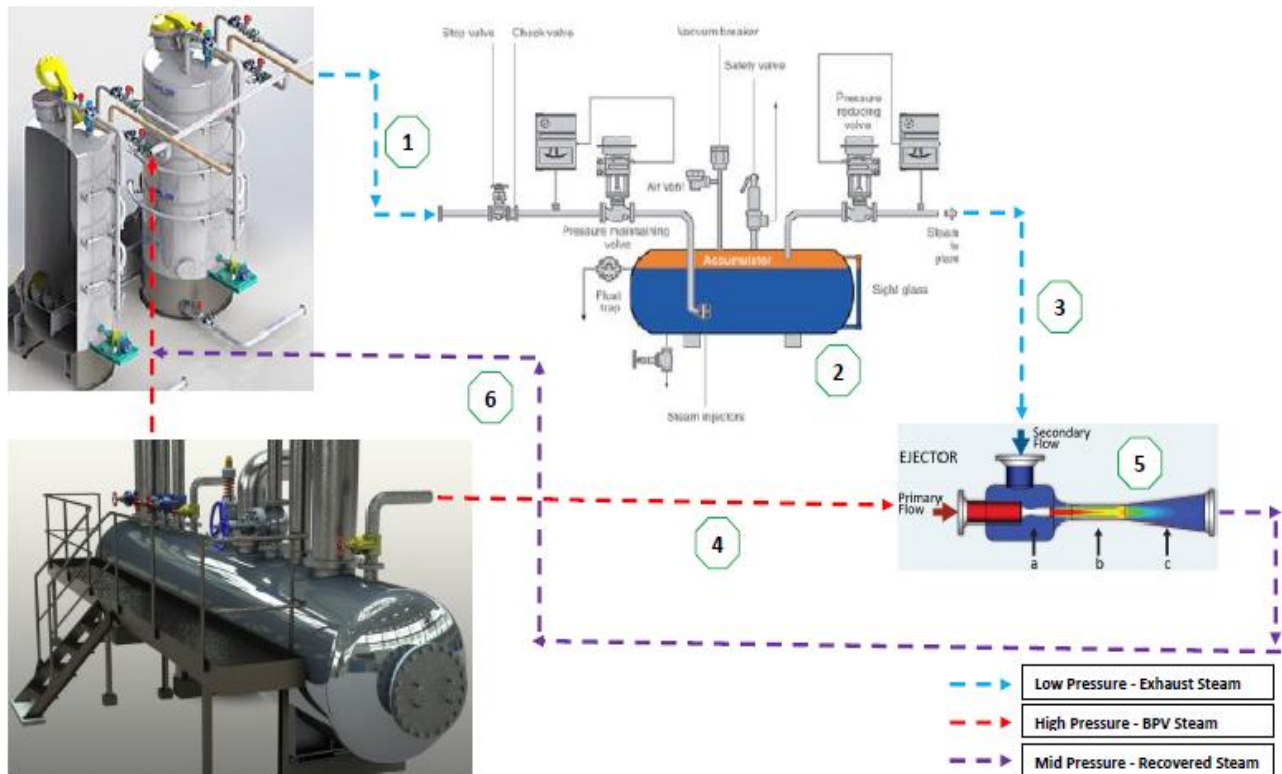 Stop valve
Check valve
Vacuum breaker
Safety valve
Pressure
reducing
valve
1
Air vent
Pressure maintaining
valve
Steam
to
plant
Accumulator
Float
trap
Sight glass
3
2
6
Steam injectors
Secondary
Flow
EJECTOR
5
Primary
Flow
4
a
b
c
Low Pressure - Exhaust Steam
High Pressure - BPV Steam
Mid Pressure - Recovered Steam